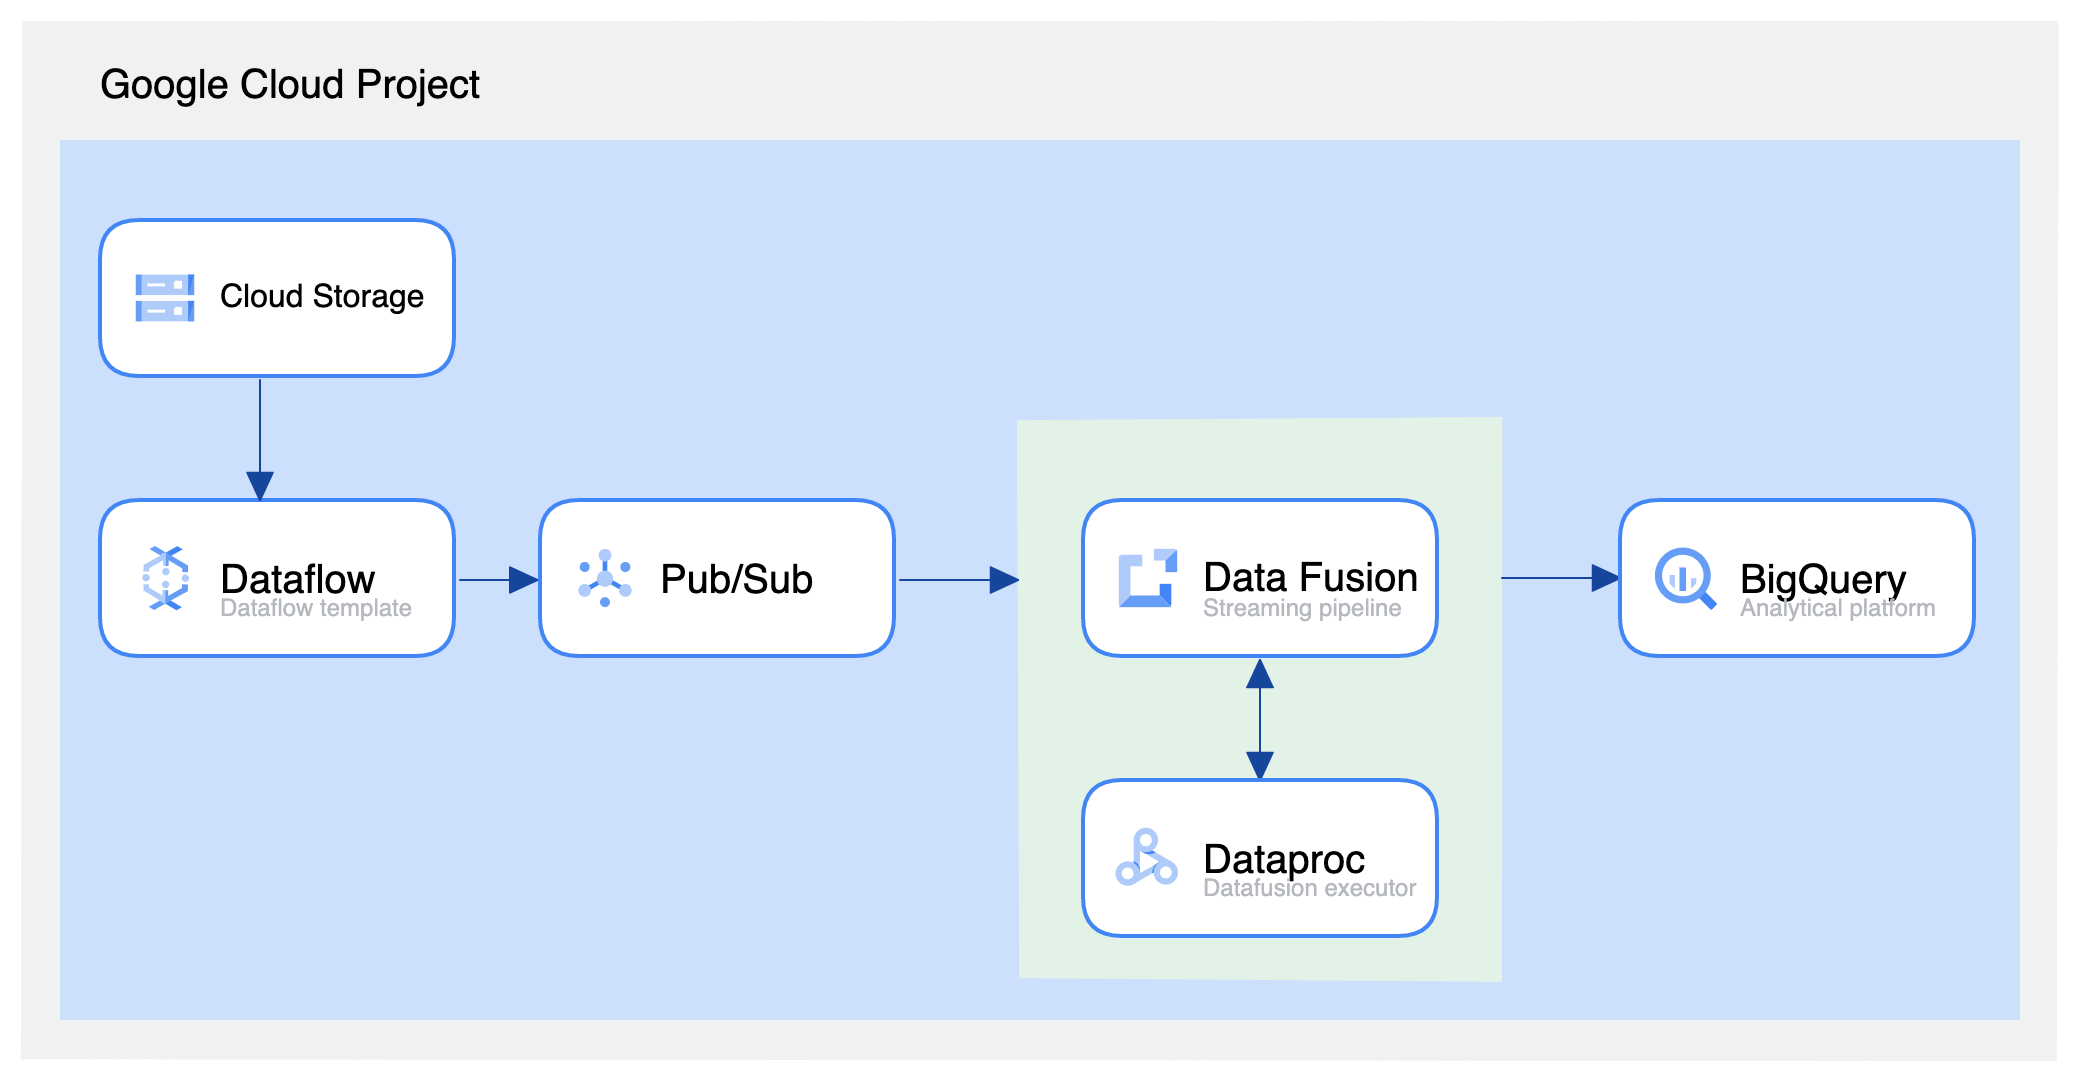 Google Cloud Project
Cloud Storage
Dataflow
Dataflow template
Pub/Sub
Data Fusion
Streaming pipeline
BigQuery
Analytical platform
Dataproc
Datafusion executor